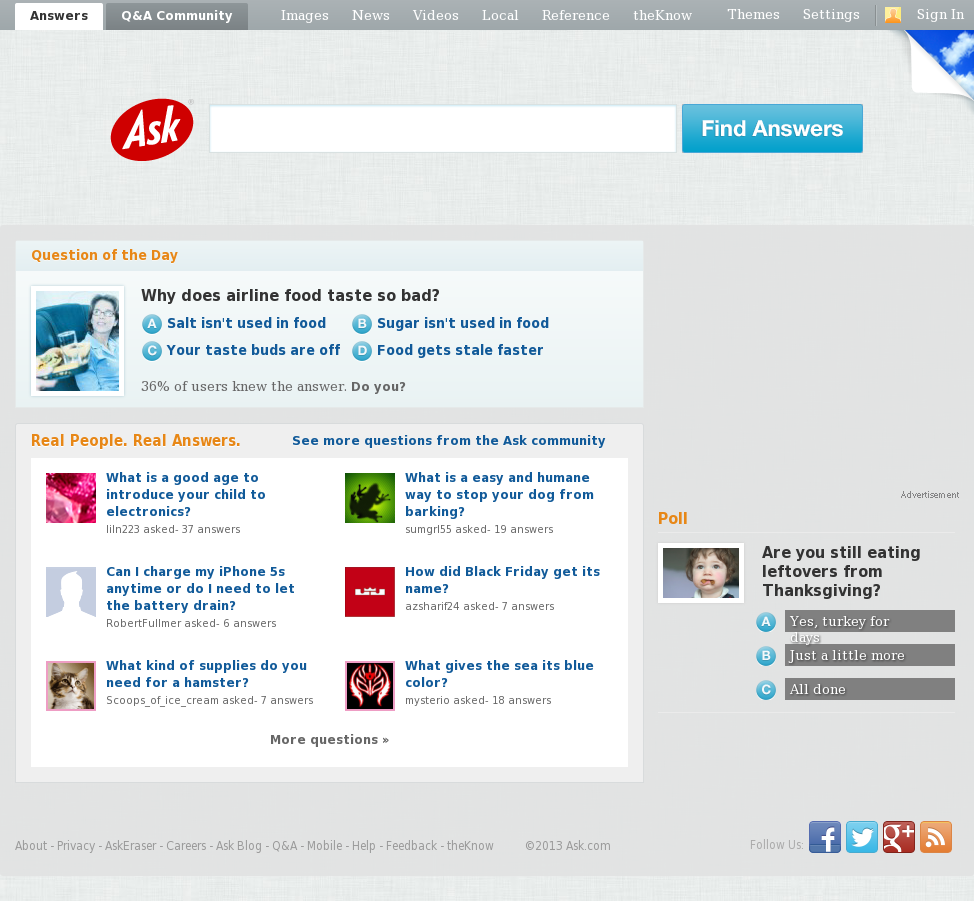 Answers Q&A Community Images News Videos Local Reference theKnow Themes Settings Sign In
Ask
Find Answers
Question of the Day
Why does airline food taste so bad?
A Salt isn't used in food B Sugar isn't used in food
C Your taste buds are off D Food gets stale faster
36% of users knew the answer. Do you?
Real People. Real Answers. See more questions from the Ask community
What is a good age to
introduce your child to
electronics?
liln223 asked- 37 answers
What is a easy and humane
way to stop your dog from
barking?
sumgrl55 asked- 19 answers
Can I charge my iPhone 5s
anytime or do I need to let
the battery drain?
RobertFullmer asked- 6 answers
How did Black Friday get its
name?
azsharif24 asked- 7 answers
What kind of supplies do you
need for a hamster?
Scoops_of_ice_cream asked- 7 answers
What gives the sea its blue
color?
mysterio asked- 18 answers
More questions »
Advertisement
Poll
Are you still eating
leftovers from
Thanksgiving?
A Yes, turkey for
days
B Just a little more
C All done
About - Privacy - AskEraser - Careers - Ask Blog - Q&A - Mobile - Help - Feedback - theKnow ©2013 Ask.com
Follow Us: